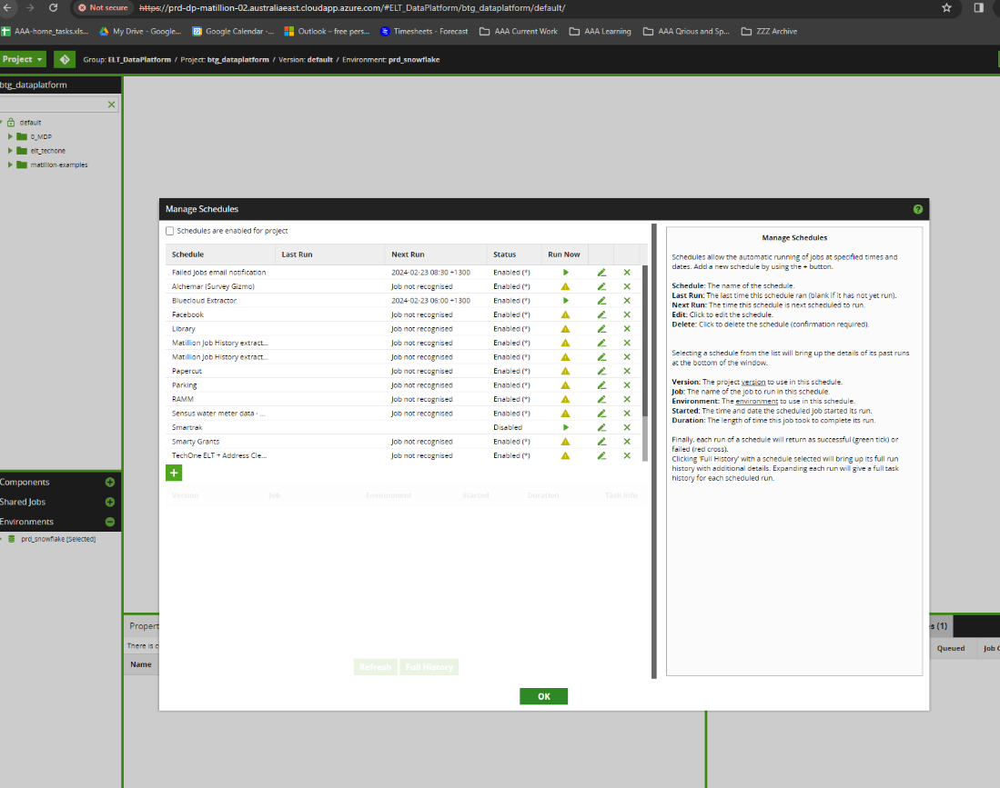 Not secure https://prd-dp-matillion-02.australiaeast.cloudapp.azure.com/#ELT_DataPlatform/btg_dataplatform/default/
AAA-home_tasks.xls... My Drive - Google... Google Calendar -... Outlook – free pers... Timesheets - Forecast AAA Current Work AAA Learning AAA Qrious and Sp... ZZZ Archive
Project Group: ELT_DataPlatform / Project: btg_dataplatform / Version: default / Environment: prd_snowflake
btg_dataplatform
default
0_MDP
elt_techone
matillion-examples
Components
Shared Jobs
Environments
prd_snowflake [Selected]
Manage Schedules
Schedules are enabled for project
Schedule Last Run Next Run Status Run Now
Failed Jobs email notification 2024-02-23 08:30 +1300 Enabled (*)
Alchemar (Survey Gizmo) Job not recognised Enabled (*)
Bluecloud Extractor 2024-02-23 06:00 +1300 Enabled (*)
Facebook Job not recognised Enabled (*)
Library Job not recognised Enabled (*)
Matillion Job History extract... Job not recognised Enabled (*)
Matillion Job History extract... Job not recognised Enabled (*)
Papercut Job not recognised Enabled (*)
Parking Job not recognised Enabled (*)
RAMM Job not recognised Enabled (*)
Sensus water meter data - ... Job not recognised Enabled (*)
Smartrak Disabled
Smarty Grants Job not recognised Enabled (*)
TechOne ELT + Address Cle... Job not recognised Enabled (*)
+
Version Job Environment Started Duration Task Info
Refresh Full History
OK
Manage Schedules
Schedules allow the automatic running of jobs at specified times and
dates. Add a new schedule by using the + button.
Schedule: The name of the schedule.
Last Run: The last time this schedule ran (blank if it has not yet run).
Next Run: The time this schedule is next scheduled to run.
Edit: Click to edit the schedule.
Delete: Click to delete the schedule (confirmation required).
Selecting a schedule from the list will bring up the details of its past runs
at the bottom of the window.
Version: The project version to use in this schedule.
Job: The name of the job to run in this schedule.
Environment: The environment to use in this schedule.
Started: The time and date the scheduled job started its run.
Duration: The length of time this job took to complete its run.
Finally, each run of a schedule will return as successful (green tick) or
failed (red cross).
Clicking 'Full History' with a schedule selected will bring up its full run
history with additional details. Expanding each run will give a full task
history for each scheduled run.
Propert
There is c
Name
s (1)
Queued Job